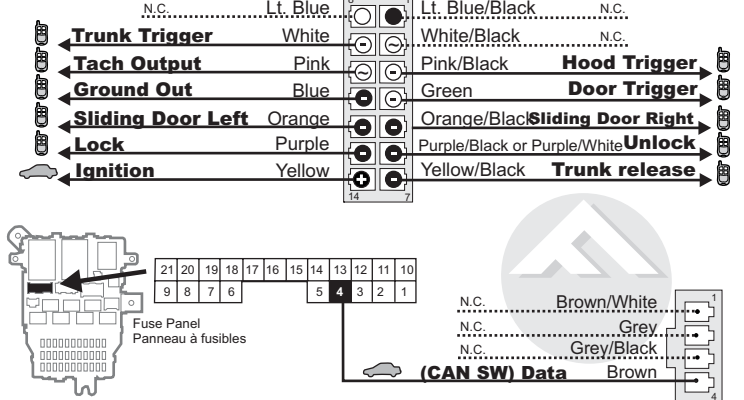 N.C. Lt. Blue 8 1 Lt. Blue/Black N.C.
Trunk Trigger White White/Black N.C.
Tach Output Pink Pink/Black Hood Trigger
Ground Out Blue Green Door Trigger
Sliding Door Left Orange Orange/Black Sliding Door Right
Lock Purple Purple/Black or Purple/White Unlock
Ignition Yellow Yellow/Black Trunk release
14 7
21 20 19 18 17 16 15 14 13 12 11 10
9 8 7 6 5 4 3 2 1
Fuse Panel
Panneau à fusibles
N.C. Brown/White 1
N.C. Grey
N.C. Grey/Black
(CAN SW) Data Brown
4